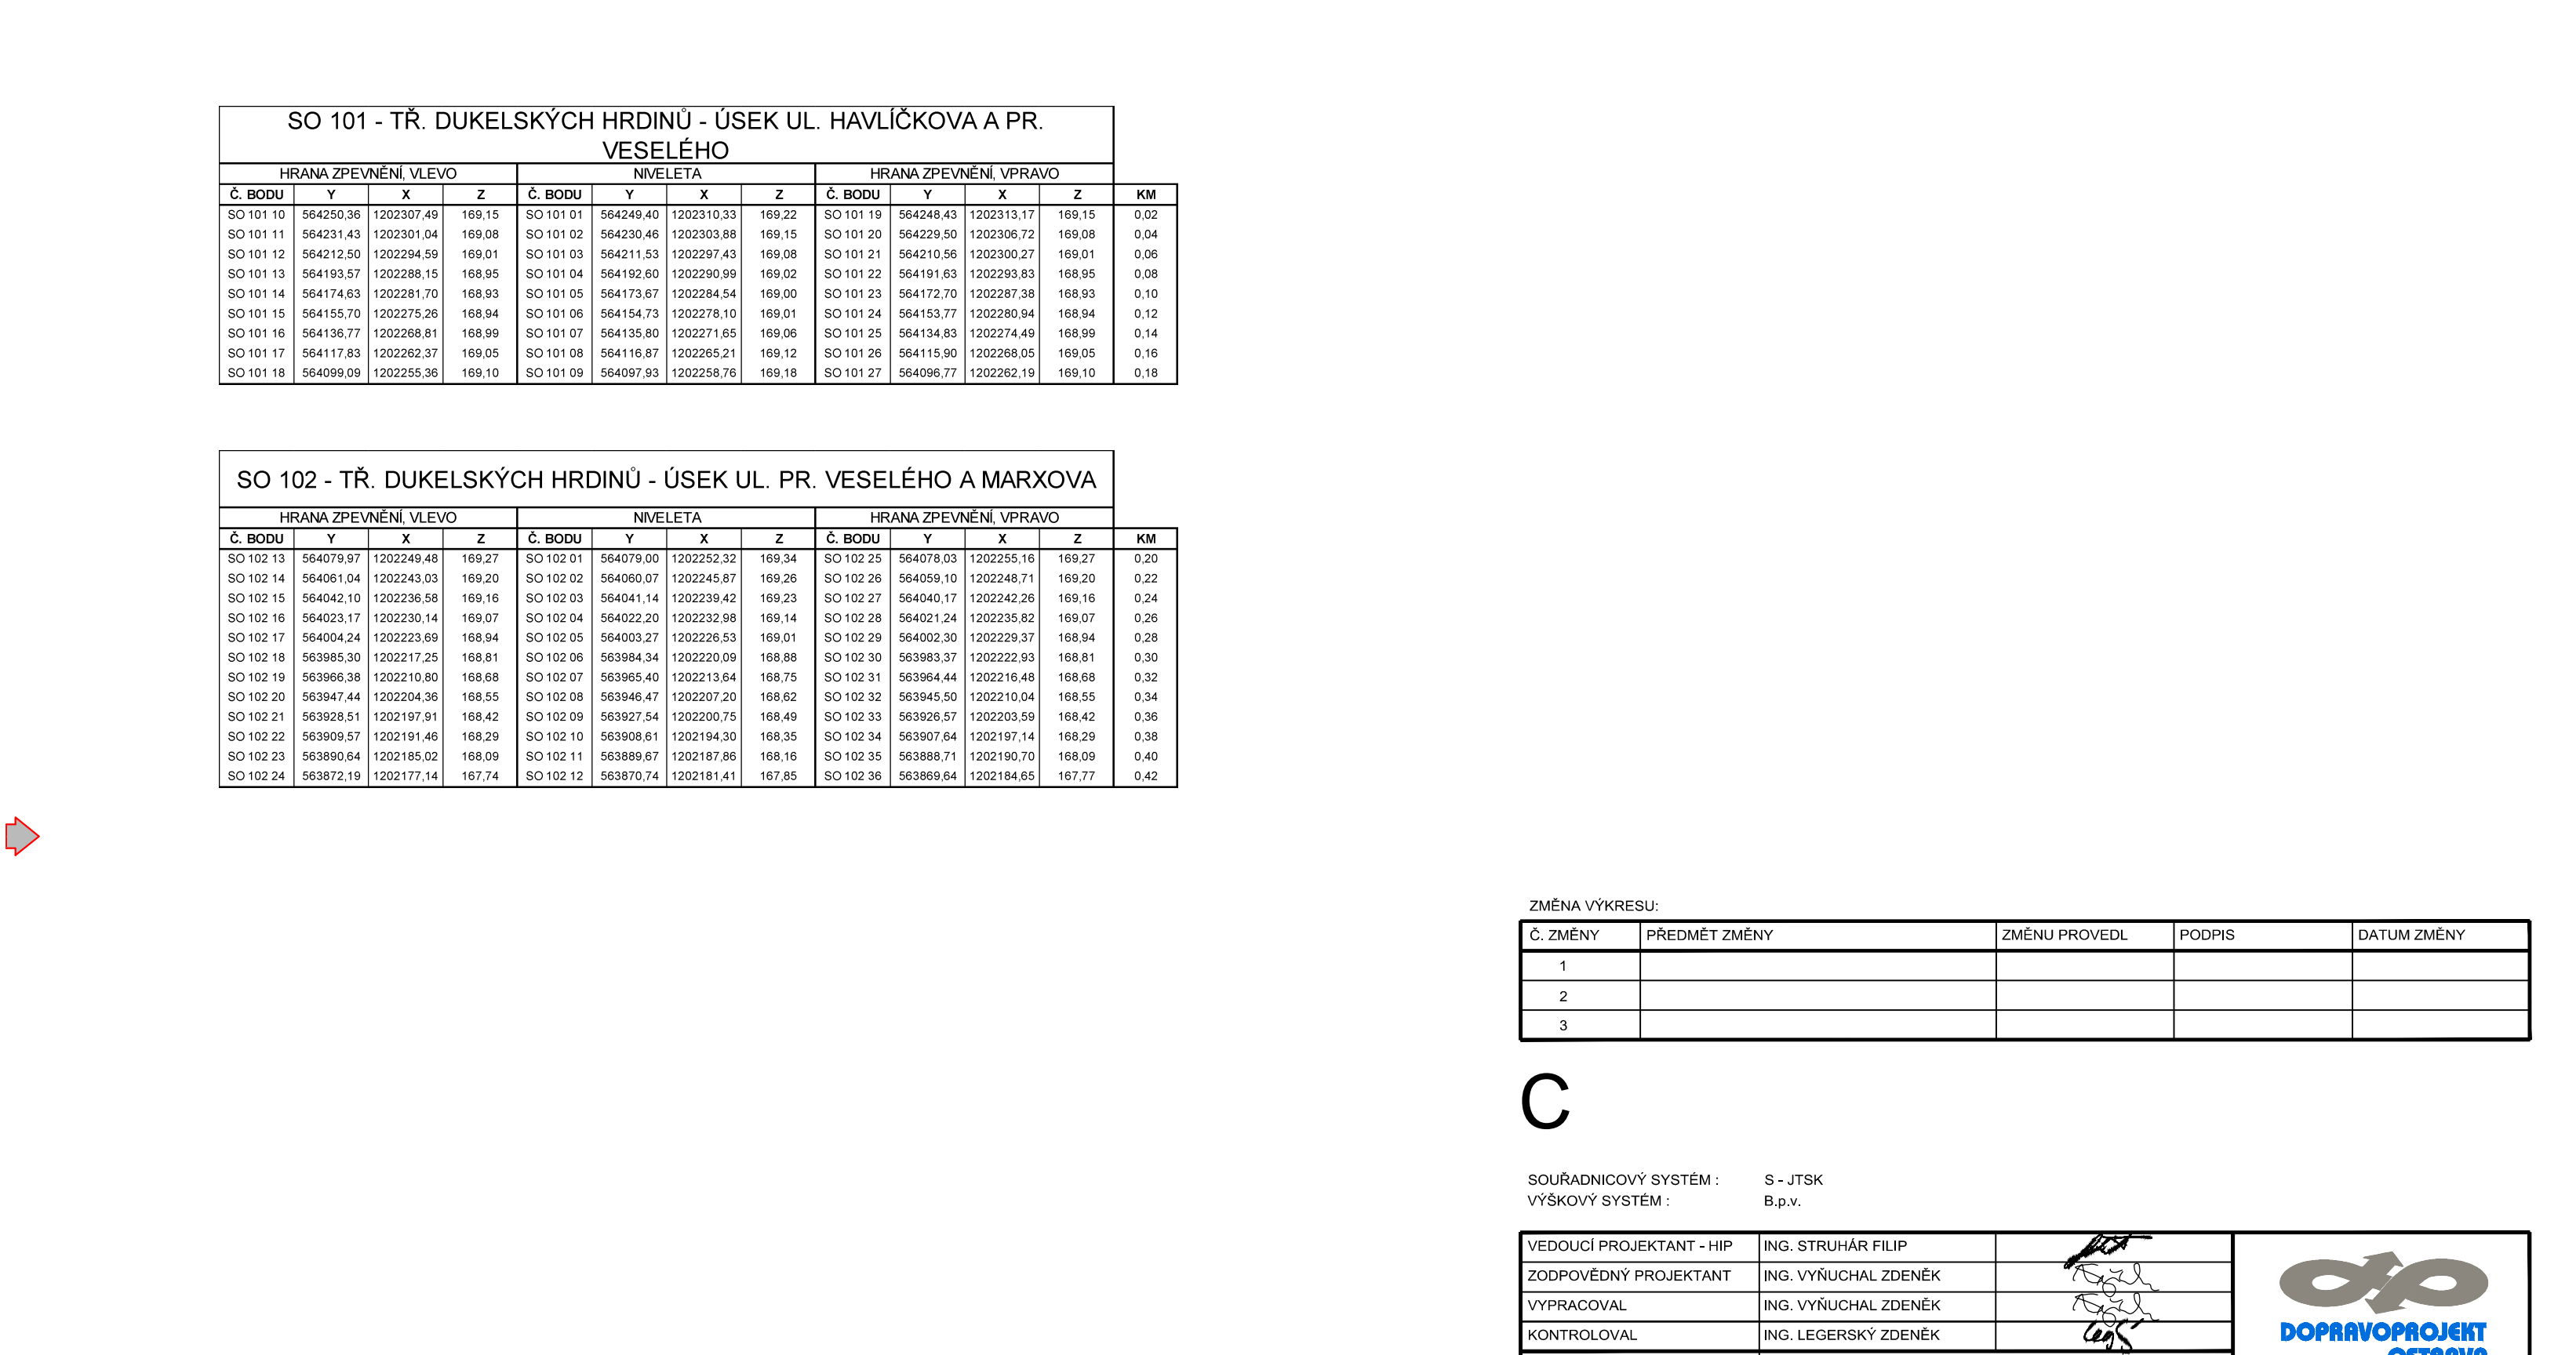 SO 101 - TŘ. DUKELSKÝCH HRDINŮ - ÚSEK UL. HAVLÍČKOVA A PR.
VESELÉHO
HRANA ZPEVNĚNÍ, VLEVO NIVELETA HRANA ZPEVNĚNÍ, VPRAVO
Č. BODU Y X Z Č. BODU Y X Z Č. BODU Y X Z KM
SO 101 10 564250,36 1202307,49 169,15 SO 101 01 564249,40 1202310,33 169,22 SO 101 19 564248,43 1202313,17 169,15 0,02
SO 101 11 564231,43 1202301,04 169,08 SO 101 02 564230,46 1202303,88 169,15 SO 101 20 564229,50 1202306,72 169,08 0,04
SO 101 12 564212,50 1202294,59 169,01 SO 101 03 564211,53 1202297,43 169,08 SO 101 21 564210,56 1202300,27 169,01 0,06
SO 101 13 564193,57 1202288,15 168,95 SO 101 04 564192,60 1202290,99 169,02 SO 101 22 564191,63 1202293,83 168,95 0,08
SO 101 14 564174,63 1202281,70 168,93 SO 101 05 564173,67 1202284,54 169,00 SO 101 23 564172,70 1202287,38 168,93 0,10
SO 101 15 564155,70 1202275,26 168,94 SO 101 06 564154,73 1202278,10 169,01 SO 101 24 564153,77 1202280,94 168,94 0,12
SO 101 16 564136,77 1202268,81 168,99 SO 101 07 564135,80 1202271,65 169,06 SO 101 25 564134,83 1202274,49 168,99 0,14
SO 101 17 564117,83 1202262,37 169,05 SO 101 08 564116,87 1202265,21 169,12 SO 101 26 564115,90 1202268,05 169,05 0,16
SO 101 18 564099,09 1202255,36 169,10 SO 101 09 564097,93 1202258,76 169,18 SO 101 27 564096,77 1202262,19 169,10 0,18
SO 102 - TŘ. DUKELSKÝCH HRDINŮ - ÚSEK UL. PR. VESELÉHO A MARXOVA
HRANA ZPEVNĚNÍ, VLEVO NIVELETA HRANA ZPEVNĚNÍ, VPRAVO
Č. BODU Y X Z Č. BODU Y X Z Č. BODU Y X Z KM
SO 102 13 564079,97 1202249,48 169,27 SO 102 01 564079,00 1202252,32 169,34 SO 102 25 564078,03 1202255,16 169,27 0,20
SO 102 14 564061,04 1202243,03 169,20 SO 102 02 564060,07 1202245,87 169,26 SO 102 26 564059,10 1202248,71 169,20 0,22
SO 102 15 564042,10 1202236,58 169,16 SO 102 03 564041,14 1202239,42 169,23 SO 102 27 564040,17 1202242,26 169,16 0,24
SO 102 16 564023,17 1202230,14 169,07 SO 102 04 564022,20 1202232,98 169,14 SO 102 28 564021,24 1202235,82 169,07 0,26
SO 102 17 564004,24 1202223,69 168,94 SO 102 05 564003,27 1202226,53 169,01 SO 102 29 564002,30 1202229,37 168,94 0,28
SO 102 18 563985,30 1202217,25 168,81 SO 102 06 563984,34 1202220,09 168,88 SO 102 30 563983,37 1202222,93 168,81 0,30
SO 102 19 563966,38 1202210,80 168,68 SO 102 07 563965,40 1202213,64 168,75 SO 102 31 563964,44 1202216,48 168,68 0,32
SO 102 20 563947,44 1202204,36 168,55 SO 102 08 563946,47 1202207,20 168,62 SO 102 32 563945,50 1202210,04 168,55 0,34
SO 102 21 563928,51 1202197,91 168,42 SO 102 09 563927,54 1202200,75 168,49 SO 102 33 563926,57 1202203,59 168,42 0,36
SO 102 22 563909,57 1202191,46 168,29 SO 102 10 563908,61 1202194,30 168,35 SO 102 34 563907,64 1202197,14 168,29 0,38
SO 102 23 563890,64 1202185,02 168,09 SO 102 11 563889,67 1202187,86 168,16 SO 102 35 563888,71 1202190,70 168,09 0,40
SO 102 24 563872,19 1202177,14 167,74 SO 102 12 563870,74 1202181,41 167,85 SO 102 36 563869,64 1202184,65 167,77 0,42
ZMĚNA VÝKRESU:
Č. ZMĚNY PŘEDMĚT ZMĚNY ZMĚNU PROVEDL PODPIS DATUM ZMĚNY
1
2
3
C
SOUŘADNICOVÝ SYSTÉM : S - JTSK
VÝŠKOVÝ SYSTÉM : B.p.v.
VEDOUCÍ PROJEKTANT - HIP ING. STRUHÁR FILIP
ZODPOVĚDNÝ PROJEKTANT ING. VYŇUCHAL ZDENĚK
VYPRACOVAL ING. VYŇUCHAL ZDENĚK
KONTROLOVAL ING. LEGERSKÝ ZDENĚK
DOPRAVOPROJEKT
OSTRAVA